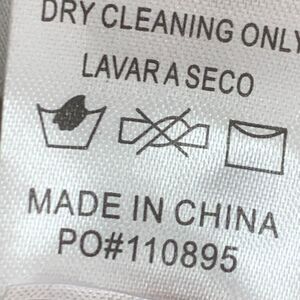 DRY CLEANING ONLY
LAVAR A SECO
MADE IN CHINA
PO#110895